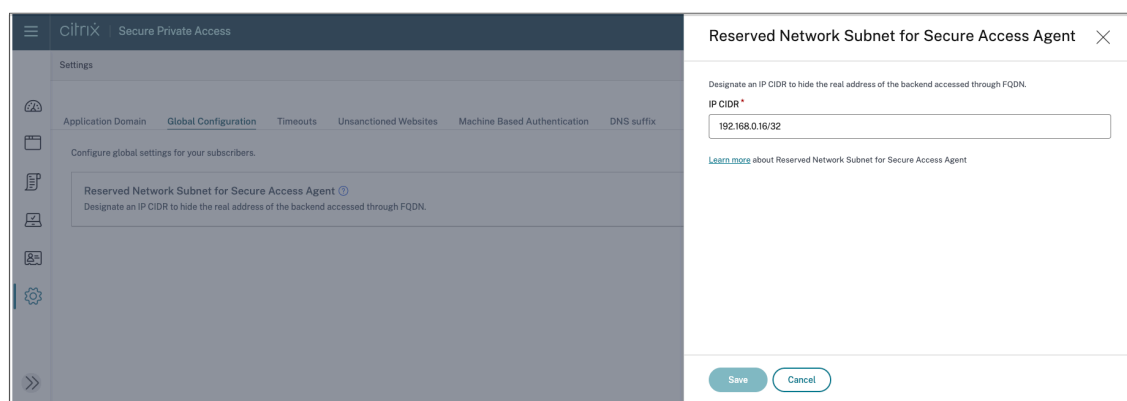 citrix | Secure Private Access
Settings
Application Domain Global Configuration Timeouts Unsanctioned Websites Machine Based Authentication DNS suffix
Configure global settings for your subscribers.
Reserved Network Subnet for Secure Access Agent ?
Designate an IP CIDR to hide the real address of the backend accessed through FQDN.
Reserved Network Subnet for Secure Access Agent
Designate an IP CIDR to hide the real address of the backend accessed through FQDN.
IP CIDR *
192.168.0.16/32
Learn more about Reserved Network Subnet for Secure Access Agent
Save Cancel